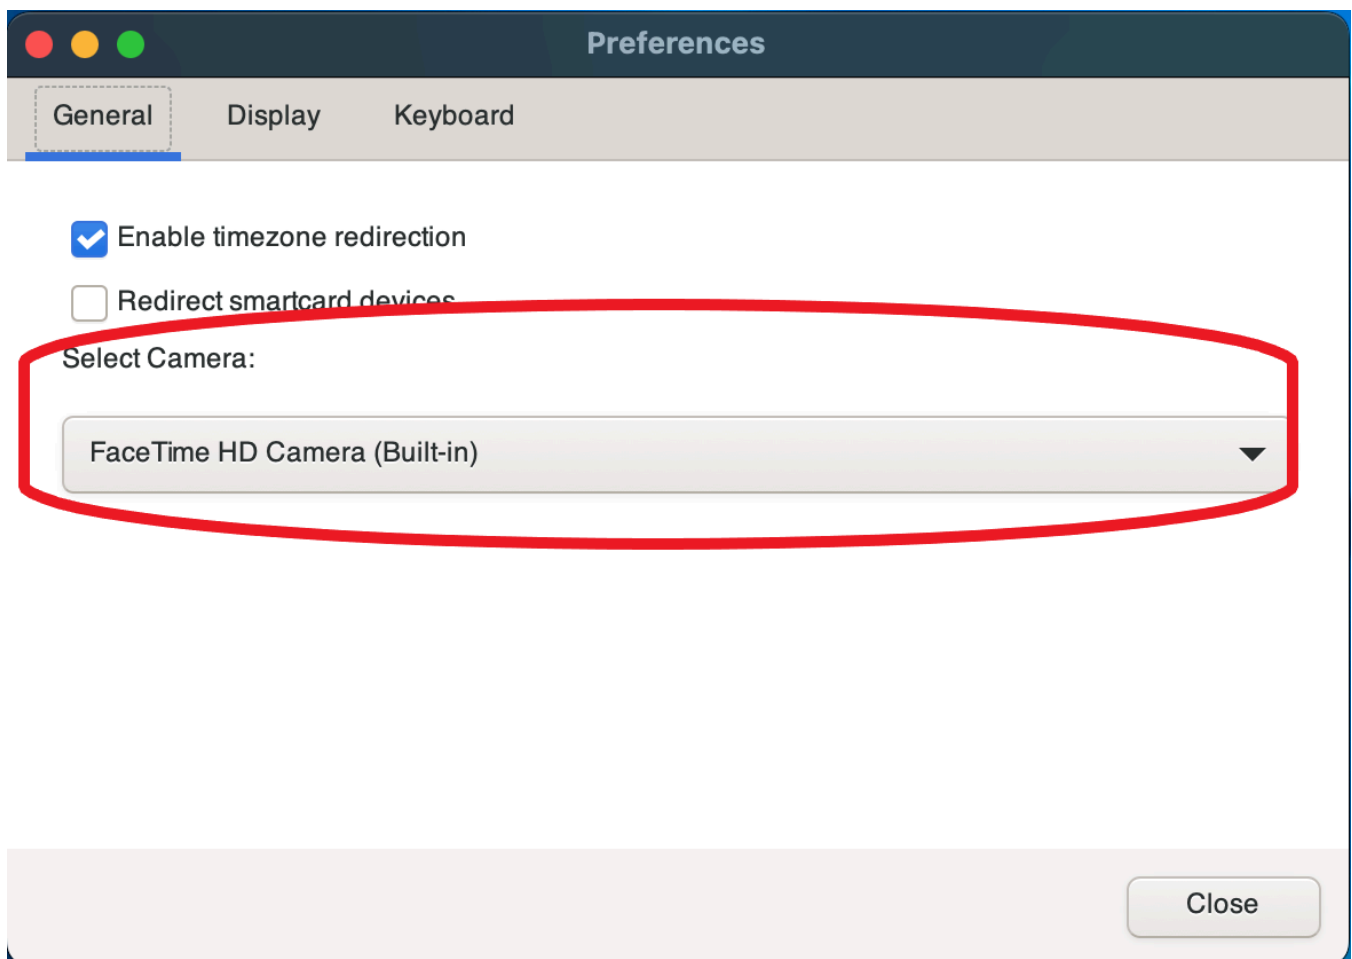 Preferences
General Display Keyboard
Enable timezone redirection
Redirect smartcard devices
Select Camera:
FaceTime HD Camera (Built-in)
Close